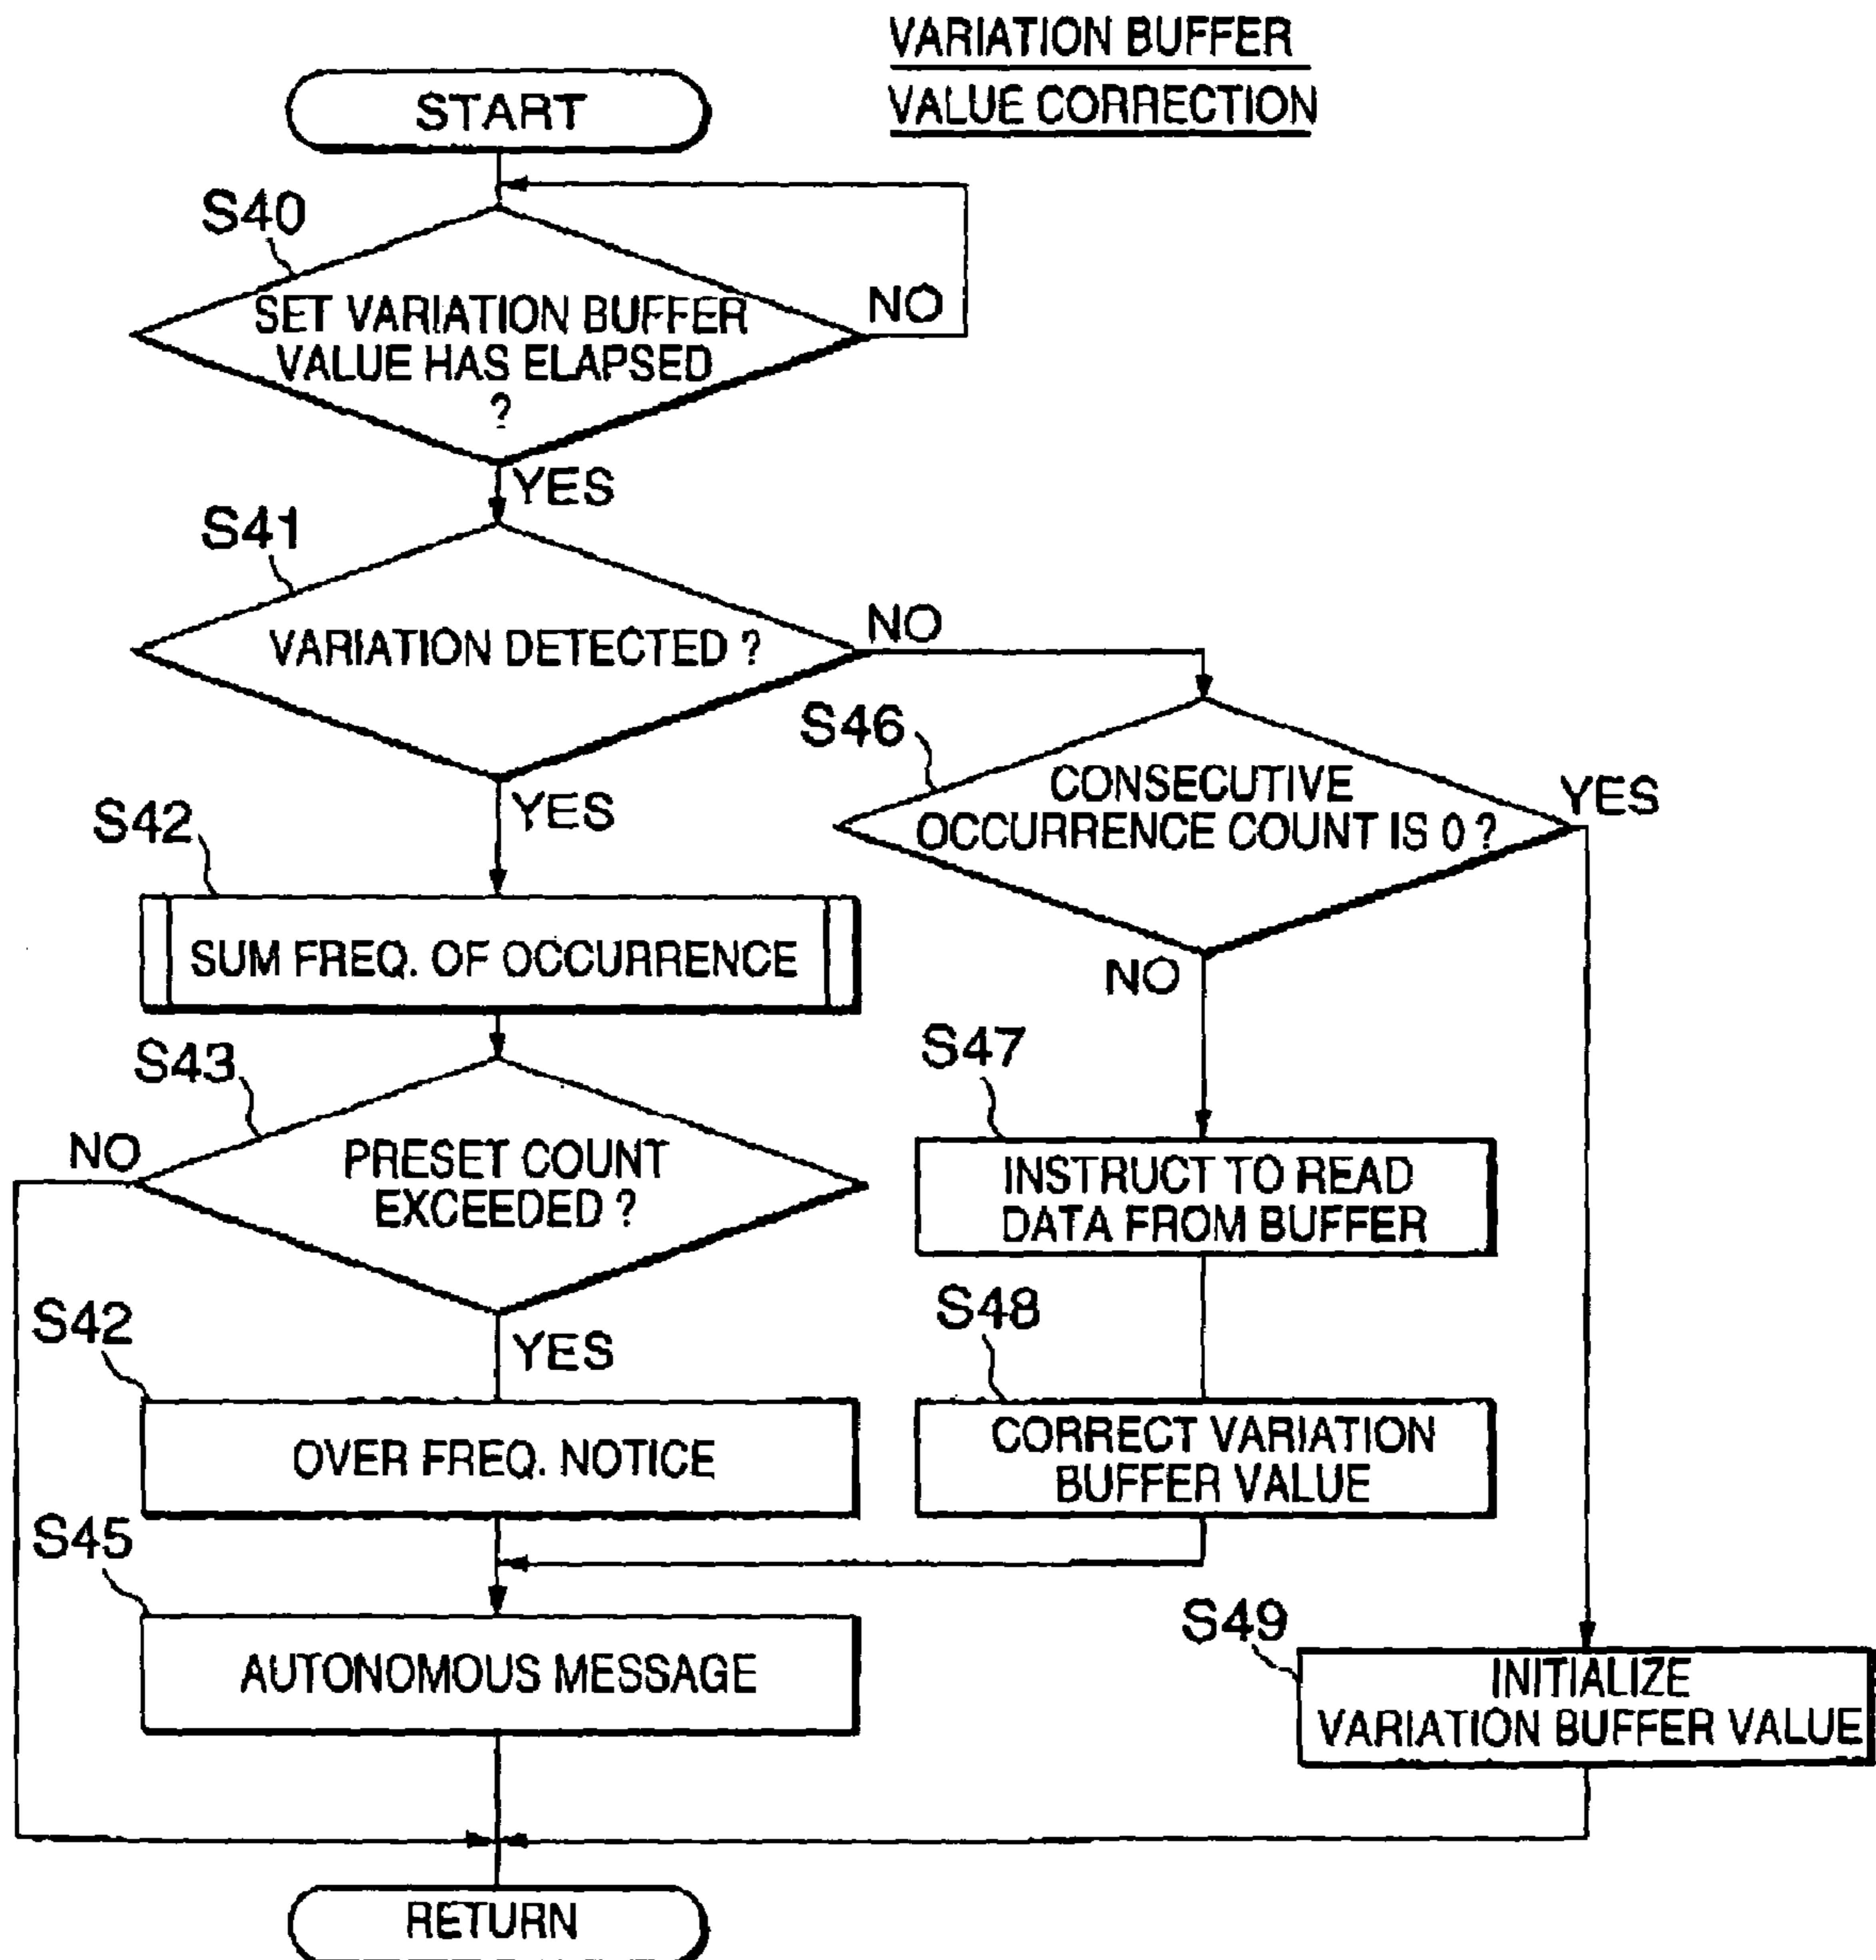 VARIATION BUFFER
VALUE CORRECTION
START
S40
SET VARIATION BUFFER
VALUE HAS ELAPSED
?
NO
YES
S41
VARIATION DETECTED ?
NO
YES
S46
CONSECUTIVE
OCCURRENCE COUNT IS 0 ?
YES
NO
S42
SUM FREQ. OF OCCURRENCE
S43
PRESET COUNT
EXCEEDED ?
NO
YES
S47
INSTRUCT TO READ
DATA FROM BUFFER
S42
OVER FREQ. NOTICE
S48
CORRECT VARIATION
BUFFER VALUE
S45
AUTONOMOUS MESSAGE
S49
INITIALIZE
VARIATION BUFFER VALUE
RETURN